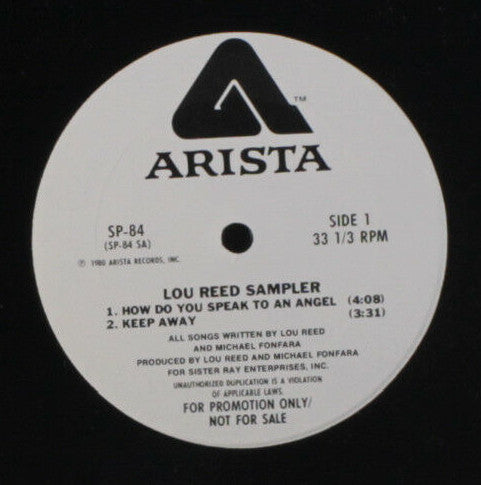 TM
ARISTA
SP-84
(SP-84 SA)
SIDE 1
33 1/3 RPM
℗ 1980 ARISTA RECORDS, INC.
LOU REED SAMPLER
1. HOW DO YOU SPEAK TO AN ANGEL (4:08)
2. KEEP AWAY (3:31)
ALL SONGS WRITTEN BY LOU REED
AND MICHAEL FONFARA
PRODUCED BY LOU REED AND MICHAEL FONFARA
FOR SISTER RAY ENTERPRISES, INC.
UNAUTHORIZED DUPLICATION IS A VIOLATION
OF APPLICABLE LAWS.
FOR PROMOTION ONLY/
NOT FOR SALE